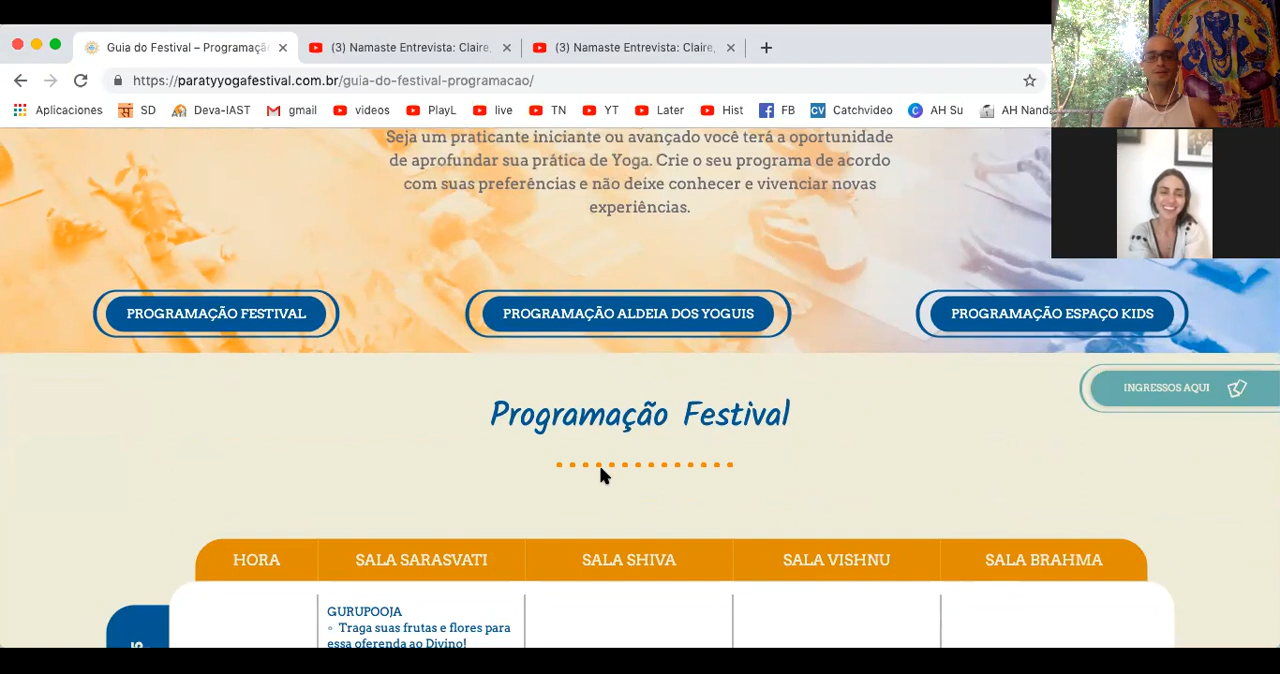 Guia do Festival – Programaçã
(3) Namaste Entrevista: Claire,
(3) Namaste Entrevista: Claire,
https://paratyyogafestival.com.br/guia-do-festival-programacao/
Aplicaciones SD Deva-IAST gmail videos PlayL live TN YT Later Hist FB CV Catchvideo C AH Su AH Nanda
Seja um praticante iniciante ou avançado você terá a oportunidade
de aprofundar sua prática de Yoga. Crie o seu programa de acordo
com suas preferências e não deixe conhecer e vivenciar novas
experiências.
PROGRAMAÇÃO FESTIVAL
PROGRAMAÇÃO ALDEIA DOS YOGUIS
PROGRAMAÇÃO ESPAÇO KIDS
INGRESSOS AQUI
Programação Festival
HORA SALA SARASVATI SALA SHIVA SALA VISHNU SALA BRAHMA
GURUPOOJA
◦ Traga suas frutas e flores para
essa oferenda ao Divino!